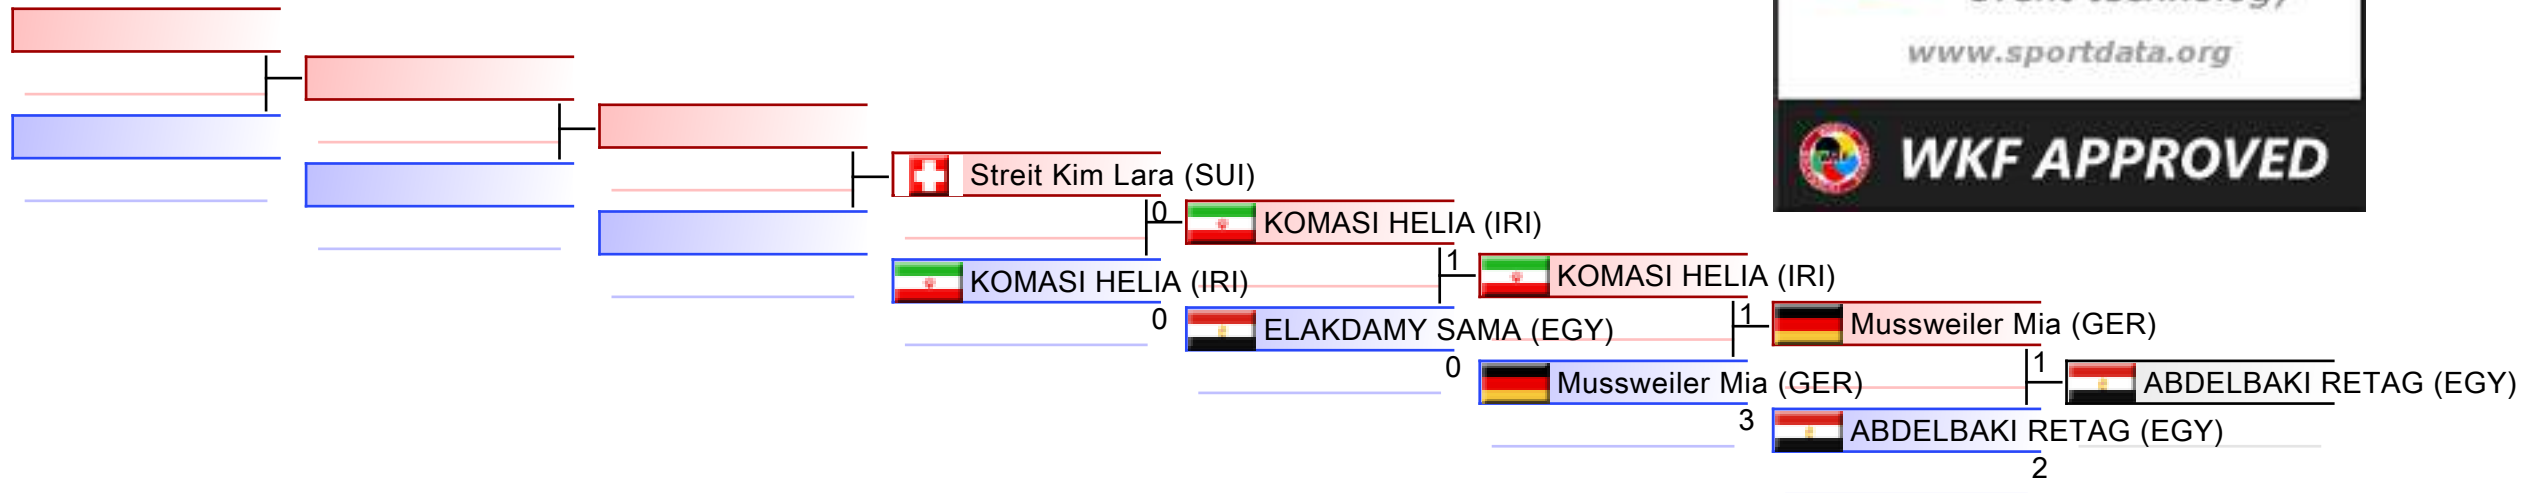 www.sportdata.org
WKF APPROVED
Streit Kim Lara (SUI)
0
KOMASI HELIA (IRI)
KOMASI HELIA (IRI)
0
1
ELAKDAMY SAMA (EGY)
0
KOMASI HELIA (IRI)
1
Mussweiler Mia (GER)
3
Mussweiler Mia (GER)
1
ABDELBAKI RETAG (EGY)
2
ABDELBAKI RETAG (EGY)